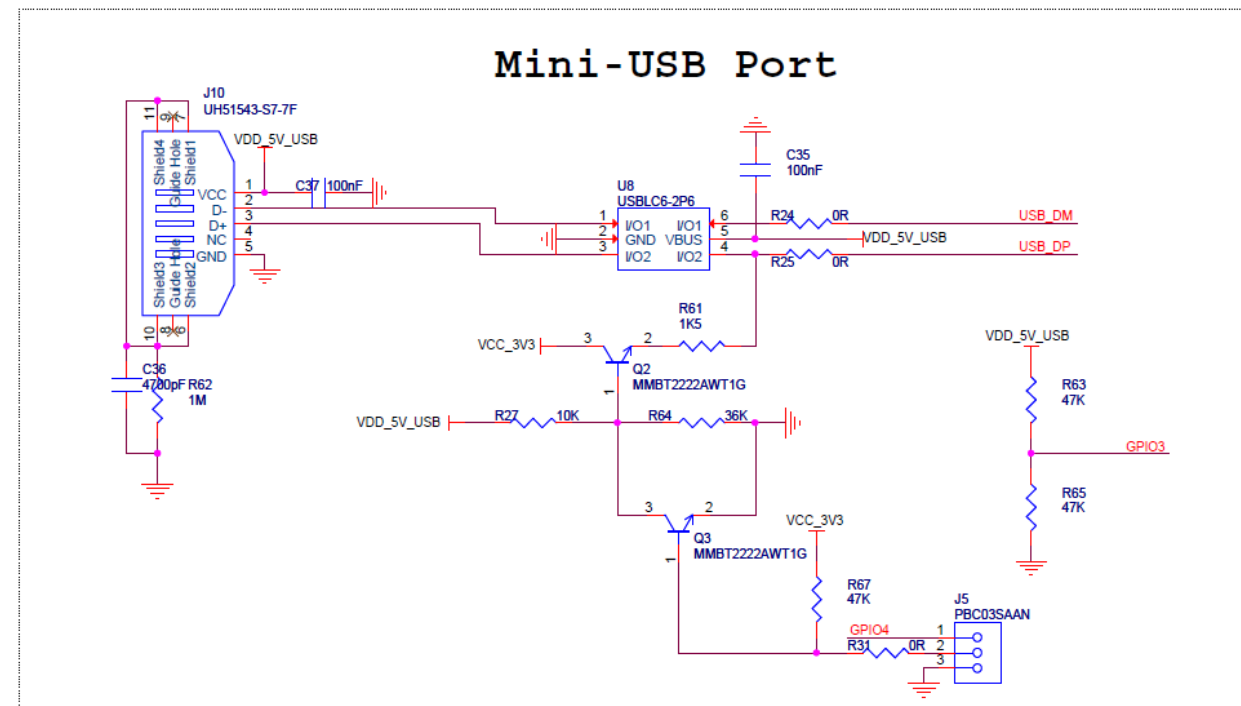 Mini-USB Port
J10
UH51543-S7-7F
11
9
7
Shield4
Guide Hole
Shield1
VDD_5V_USB
VCC 1
D- 2
D+ 3
NC 4
GND 5
C37 100nF
Shield3
Guide Hole
Shield2
10
8
6
C36
4700pF
R62
1M
C35
100nF
U8
USBLC6-2P6
1 I/O1 I/O1 6
2 GND VBUS 5
3 I/O2 I/O2 4
R24 0R USB_DM
VDD_5V_USB
R25 0R USB_DP
R61
1K5
VCC_3V3 3 2
Q2
MMBT2222AWT1G
1
VDD_5V_USB R27 10K R64 36K
3 2
Q3
MMBT2222AWT1G
1
VCC_3V3
R67
47K
VDD_5V_USB
R63
47K
GPIO3
R65
47K
J5
PBC03SAAN
GPIO4 1
R31 0R 2
3